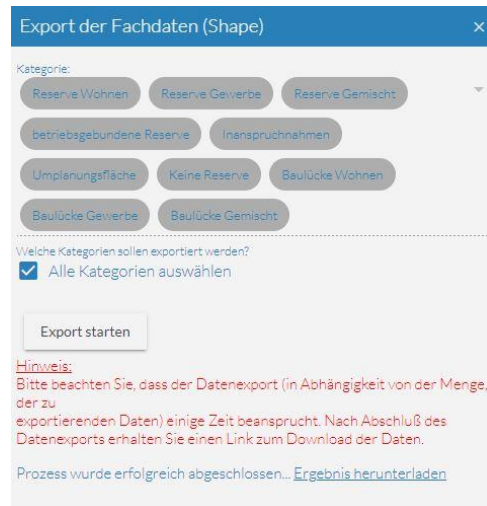 Export der Fachdaten (Shape) ×
Kategorie:
Reserve Wohnen Reserve Gewerbe Reserve Gemischt
betriebsgebundene Reserve Inanspruchnahmen
Umplanungsfläche Keine Reserve Baulücke Wohnen
Baulücke Gewerbe Baulücke Gemischt
Welche Kategorien sollen exportiert werden?
Alle Kategorien auswählen
Export starten
Hinweis:
Bitte beachten Sie, dass der Datenexport (in Abhängigkeit von der Menge,
der zu
exportierenden Daten) einige Zeit beansprucht. Nach Abschluß des
Datenexports erhalten Sie einen Link zum Download der Daten.
Prozess wurde erfolgreich abgeschlossen... Ergebnis herunterladen